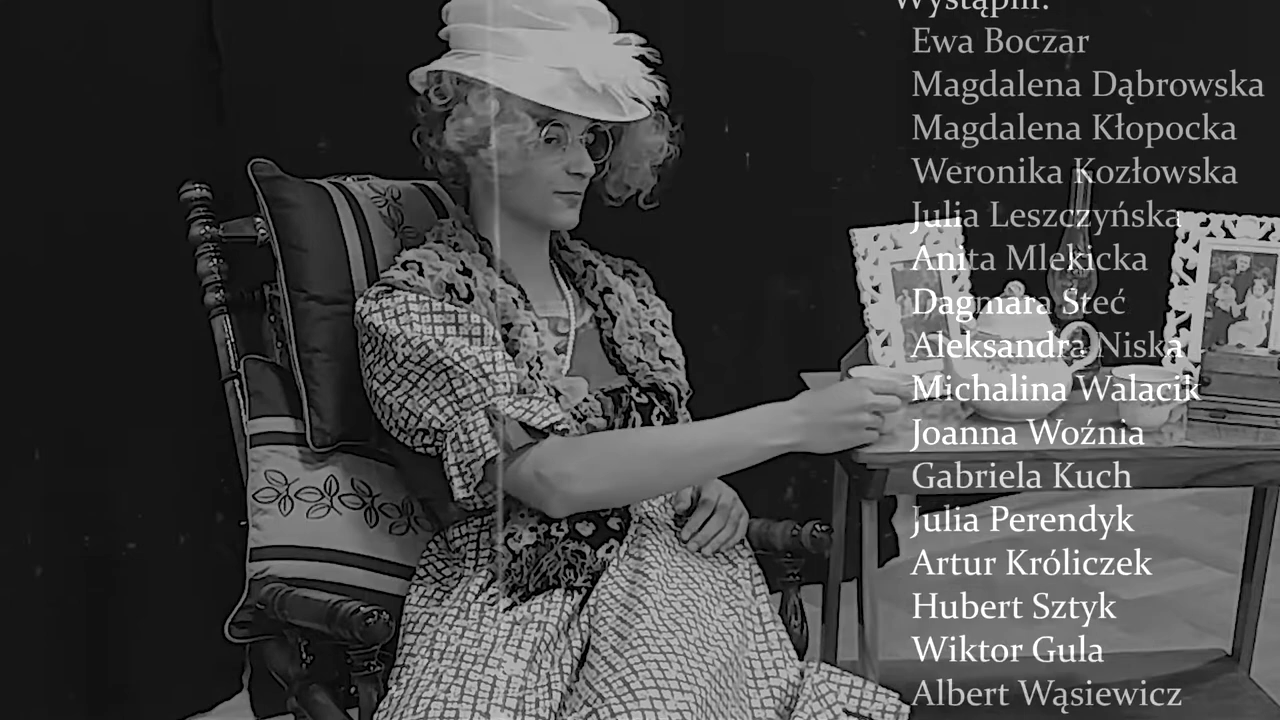 Wystąpili:
Ewa Boczar
Magdalena Dąbrowska
Magdalena Kłopocka
Weronika Kozłowska
Julia Leszczyńska
Anita Mlekicka
Dagmara Steć
Aleksandra Niska
Michalina Walacik
Joanna Woźnia
Gabriela Kuch
Julia Perendyk
Artur Króliczek
Hubert Sztyk
Wiktor Gula
Albert Wąsiewicz